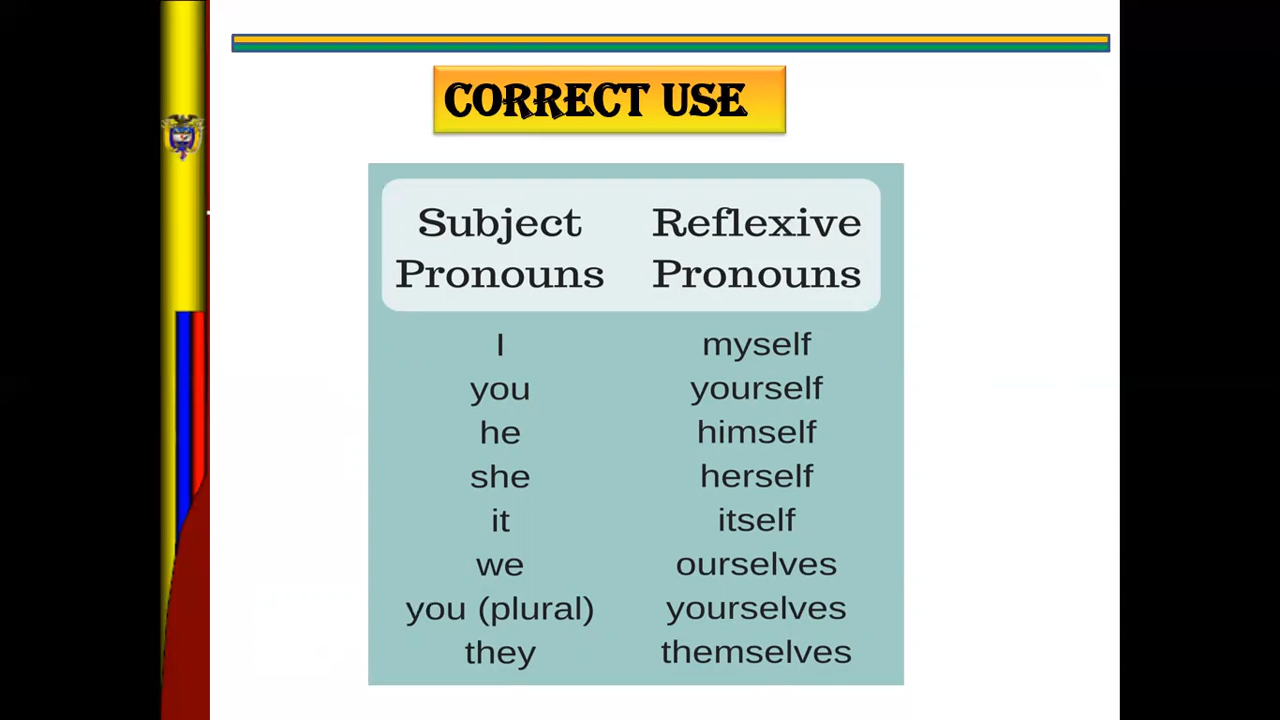 CORRECT USE
Subject Reflexive
Pronouns Pronouns
I myself
you yourself
he himself
she herself
it itself
we ourselves
you (plural) yourselves
they themselves